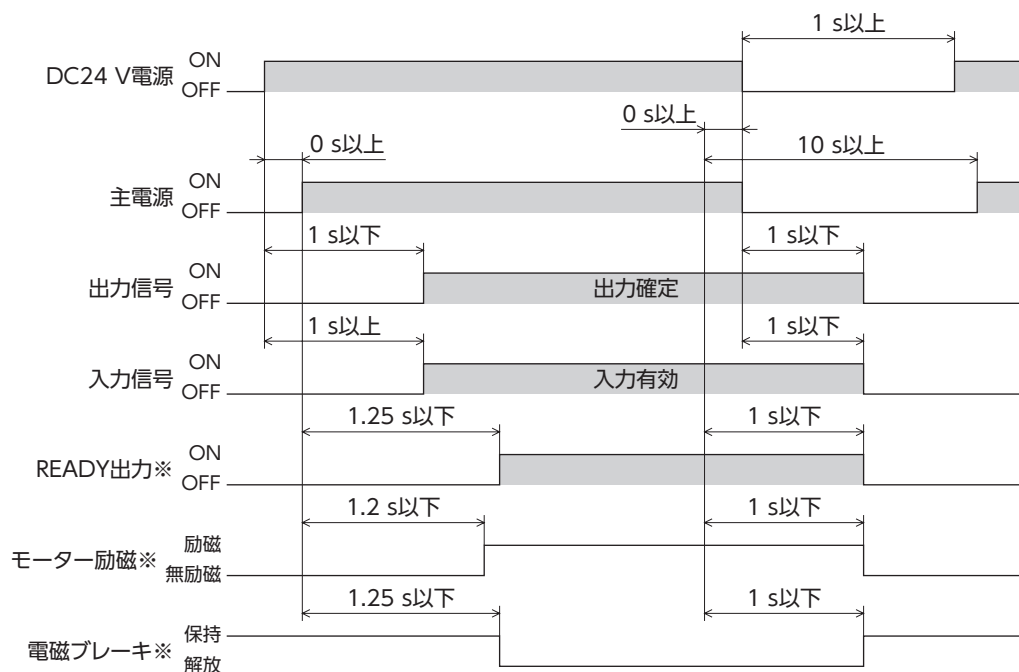 1 s以上
DC24 V電源 ON
OFF
0 s以上
0 s以上 10 s以上
主電源 ON
OFF
1 s以下 1 s以下
出力信号 ON
OFF
出力確定
1 s以上 1 s以下
入力信号 ON
OFF
入力有効
1.25 s以下 1 s以下
READY出力※ ON
OFF
1.2 s以下 1 s以下
モーター励磁※ 励磁
無励磁
1.25 s以下 1 s以下
電磁ブレーキ※ 保持
解放